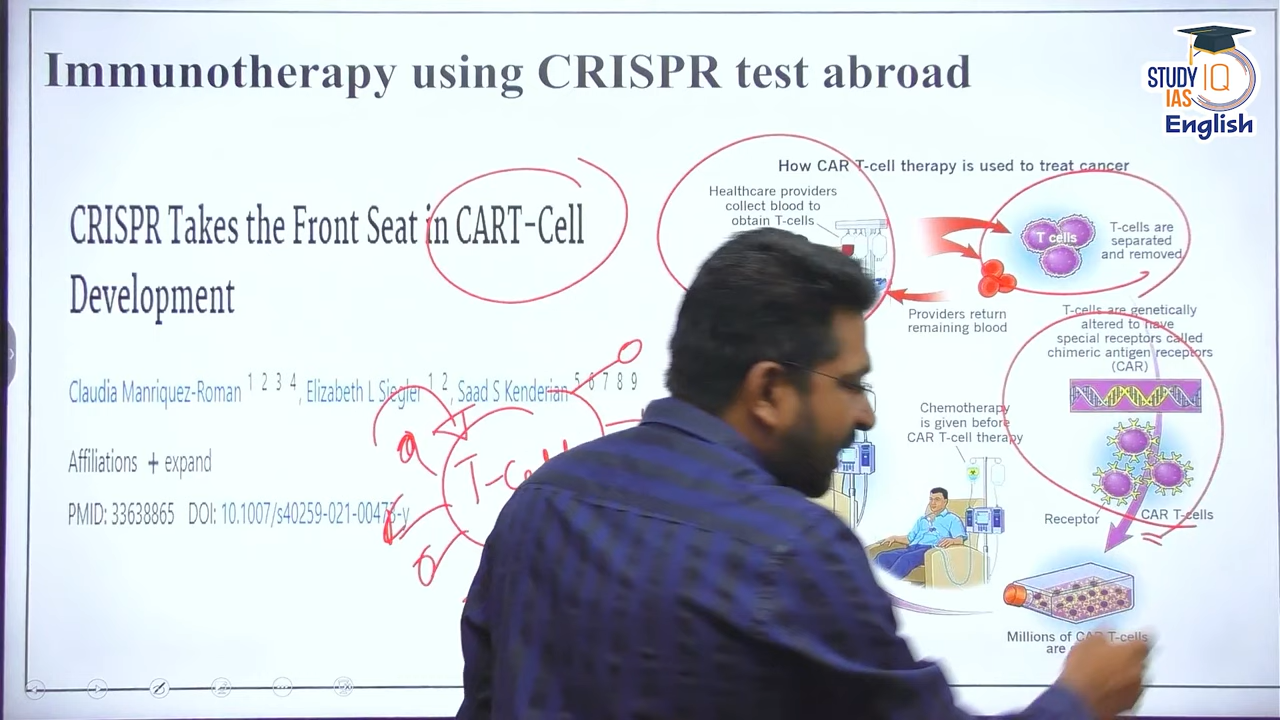 Immunotherapy using CRISPR test abroad
STUDY IQ
IAS
English
CRISPR Takes the Front Seat in CART-Cell
Development
Claudia Manriquez-Roman 1 2 3 4, Elizabeth L Siegler 1 2, Saad S Kenderian 5 6 7 8 9
Affiliations + expand
PMID: 33638865 DOI: 10.1007/s40259-021-00473-y
How CAR T-cell therapy is used to treat cancer
Healthcare providers
collect blood to
obtain T-cells
T cells
T-cells are
separated
and removed
Providers return
remaining blood
T-cells are genetically
altered to have
special receptors called
chimeric antigen receptors
(CAR)
Chemotherapy
is given before
CAR T-cell therapy
Receptor
CAR T-cells
Millions of CAR T-cells
are